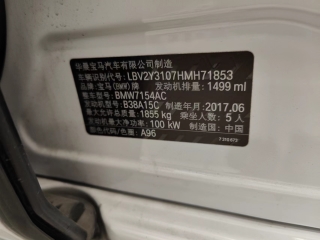 华晨宝马汽车有限公司制造
车辆识别代号: LBV2Y3107HMH71853
品牌: 宝马(BMW)牌 发动机排量: 1499 ml
整车型号: BMW7154AC
发动机型号: B38A15C 制造年月: 2017.06
最大允许总质量: 1855 kg 乘坐人数: 5 人
发动机最大净功率: 100 kW 制造国: 中国
颜色代码/色号: A96